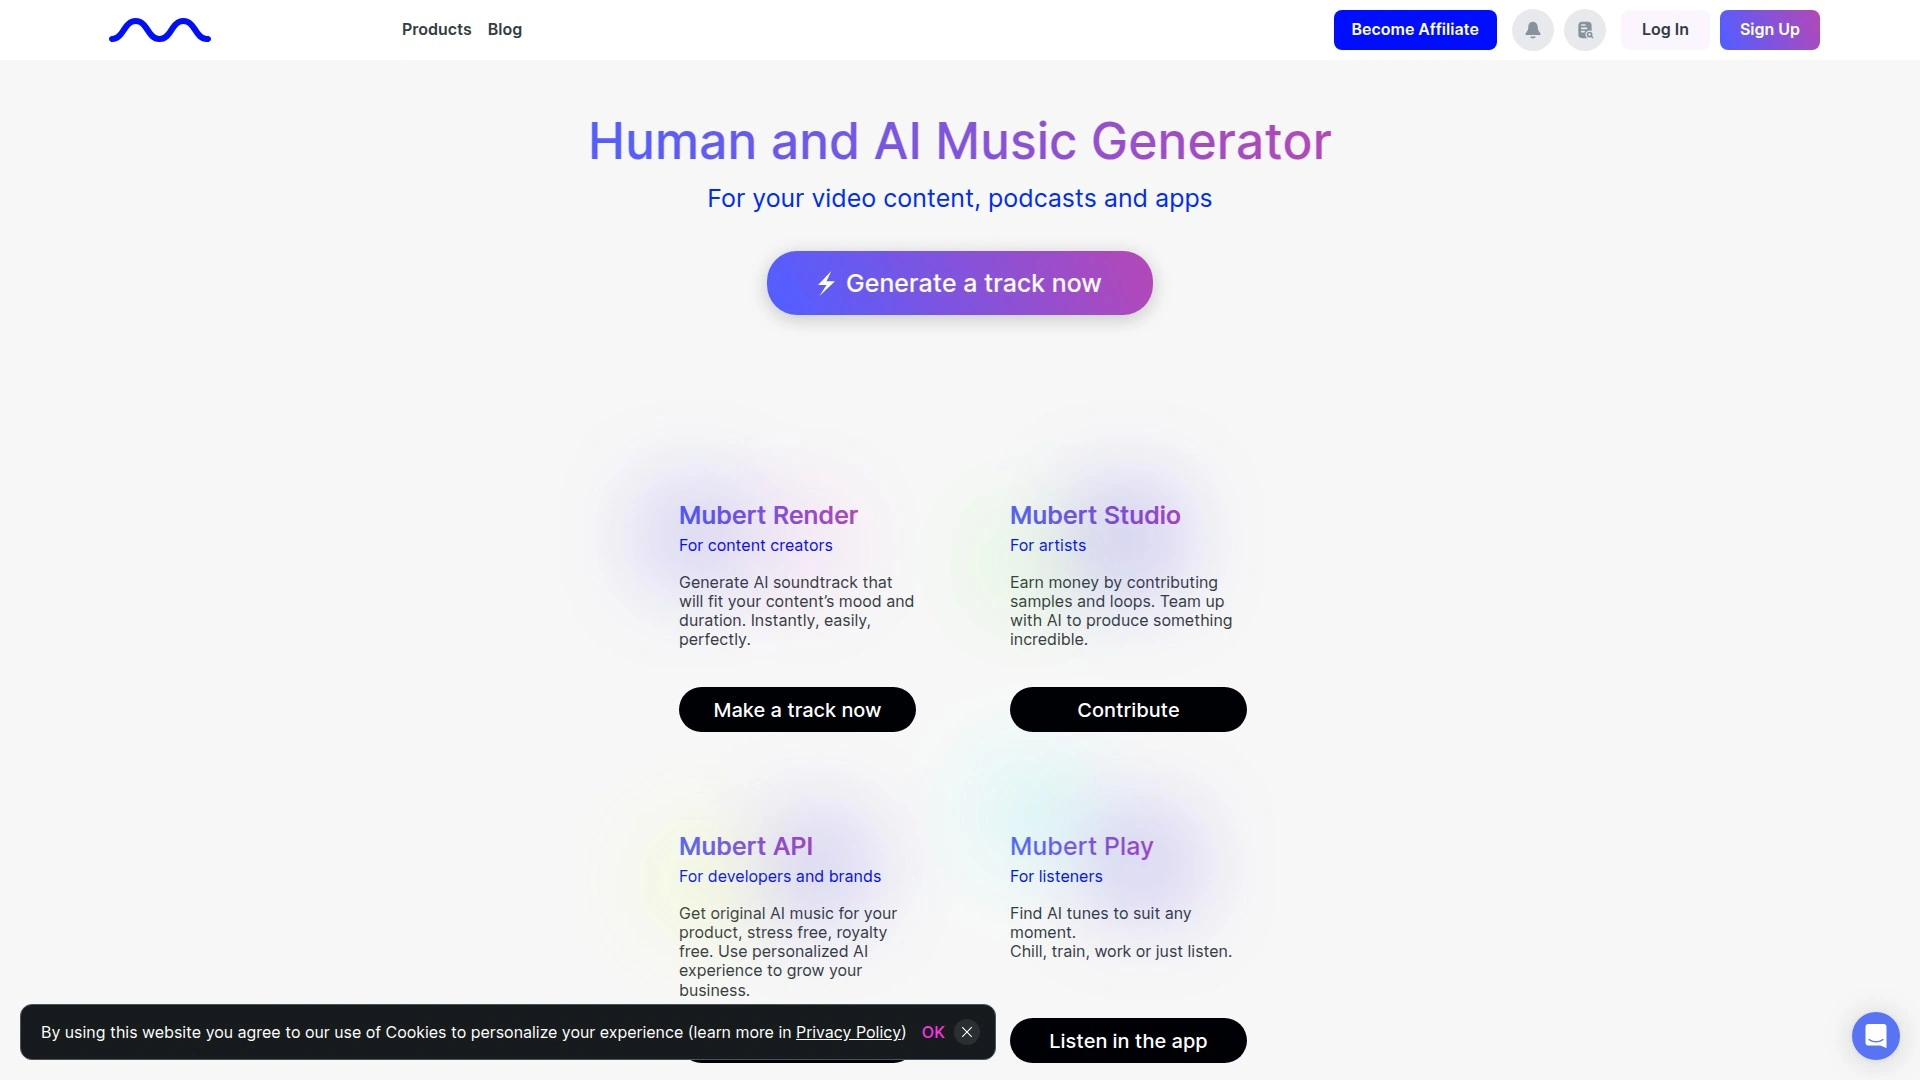 Products Blog
Become Affiliate
Log In
Sign Up
Human and AI Music Generator
For your video content, podcasts and apps
Generate a track now
Mubert Render
For content creators
Generate AI soundtrack that
will fit your content’s mood and
duration. Instantly, easily,
perfectly.
Make a track now
Mubert Studio
For artists
Earn money by contributing
samples and loops. Team up
with AI to produce something
incredible.
Contribute
Mubert API
For developers and brands
Get original AI music for your
product, stress free, royalty
free. Use personalized AI
experience to grow your
business.
Mubert Play
For listeners
Find AI tunes to suit any
moment.
Chill, train, work or just listen.
Listen in the app
By using this website you agree to our use of Cookies to personalize your experience (learn more in Privacy Policy) OK